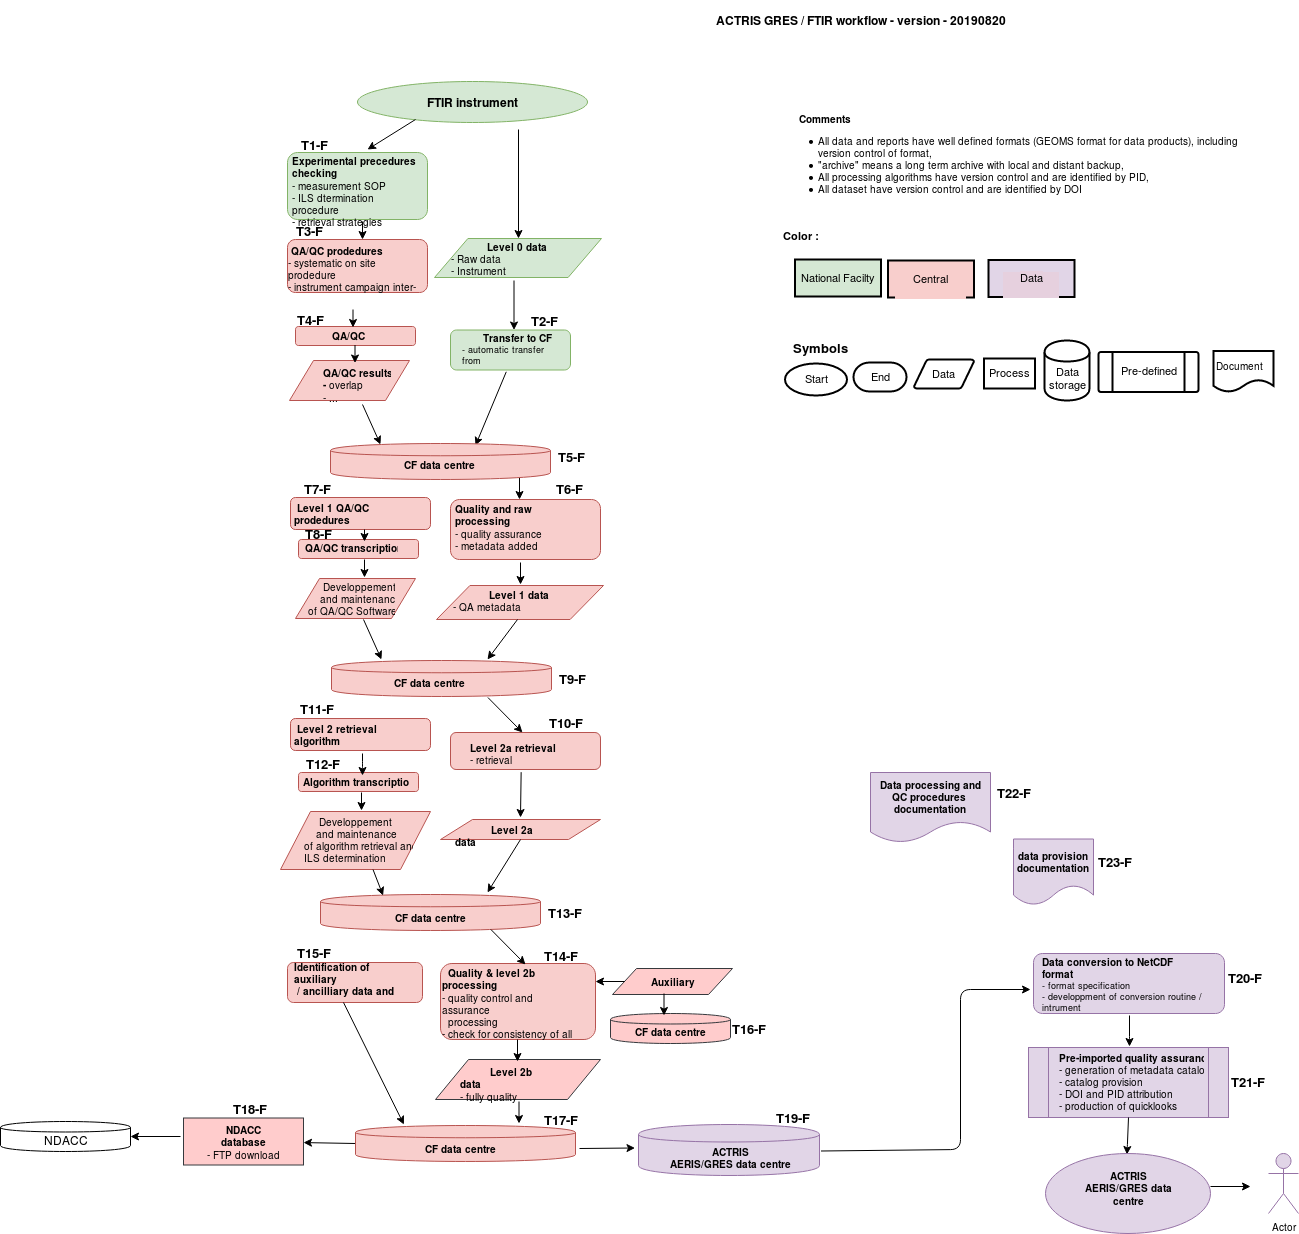 ACTRIS GRES / FTIR workflow - version - 20190820
FTIR instrument
T1-F
Experimental precedures
checking
- measurement SOP
- ILS dtermination
procedure
- retrieval strategies
T3-F
QA/QC prodedures
- systematic on site
prodedure
- instrument campaign inter-
Level 0 data
- Raw data
- Instrument
T4-F
QA/QC
T2-F
Transfer to CF
- automatic transfer
from
QA/QC results
- overlap
- ...
CF data centre
T5-F
T7-F
Level 1 QA/QC
prodedures
T6-F
Quality and raw
processing
- quality assurance
- metadata added
T8-F
QA/QC transcriptio
Developpement
and maintenanc
of QA/QC Software
Level 1 data
- QA metadata
CF data centre
T9-F
T11-F
Level 2 retrieval
algorithm
T10-F
Level 2a retrieval
- retrieval
T12-F
Algorithm transcriptio
Developpement
and maintenance
of algorithm retrieval an
ILS determination
Level 2a
data
CF data centre
T13-F
T15-F
Identification of
auxiliary
/ ancilliary data and
T14-F
Quality & level 2b
processing
- quality control and
assurance
processing
- check for consistency of all
Auxiliary
CF data centre
T16-F
Level 2b
data
- fully quality
T17-F
CF data centre
T18-F
NDACC
database
- FTP download
NDACC
T19-F
ACTRIS
AERIS/GRES data centre
Comments
All data and reports have well defined formats (GEOMS format for data products), including
version control of format,
"archive" means a long term archive with local and distant backup,
All processing algorithms have version control and are identified by PID,
All dataset have version control and are identified by DOI
Color :
National Facilty
Central
Data
Symbols
Start
End
Data
Process
Data
storage
Pre-defined
Document
Data processing and
QC procedures
documentation
T22-F
data provision
documentation
T23-F
Data conversion to NetCDF
format
- format specification
- developpment of conversion routine /
intrument
T20-F
Pre-imported quality assuranc
- generation of metadata catalo
- catalog provision
- DOI and PID attribution
- production of quicklooks
T21-F
ACTRIS
AERIS/GRES data
centre
Actor